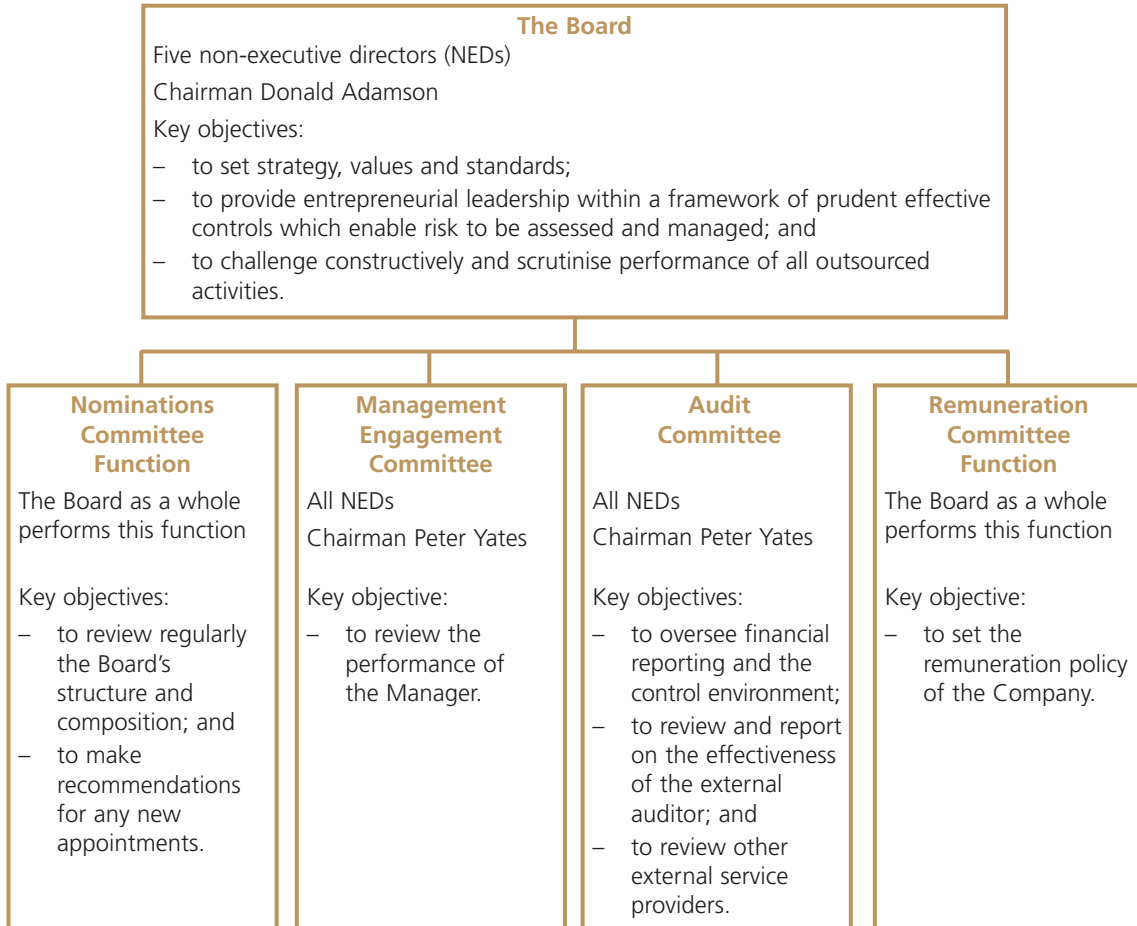 The Board
Five non-executive directors (NEDs)
Chairman Donald Adamson
Key objectives:
– to set strategy, values and standards;
– to provide entrepreneurial leadership within a framework of prudent effective
controls which enable risk to be assessed and managed; and
– to challenge constructively and scrutinise performance of all outsourced
activities.
Nominations
Committee
Function
The Board as a whole
performs this function
Key objectives:
– to review regularly
the Board’s
structure and
composition; and
– to make
recommendations
for any new
appointments.
Management
Engagement
Committee
All NEDs
Chairman Peter Yates
Key objective:
– to review the
performance of
the Manager.
Audit
Committee
All NEDs
Chairman Peter Yates
Key objectives:
– to oversee financial
reporting and the
control environment;
– to review and report
on the effectiveness
of the external
auditor; and
– to review other
external service
providers.
Remuneration
Committee
Function
The Board as a whole
performs this function
Key objective:
– to set the
remuneration policy
of the Company.